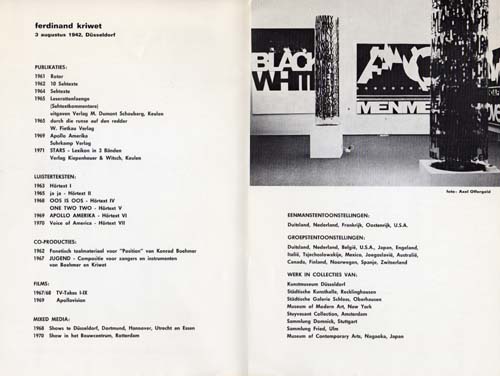 ferdinand kriwet
3 augustus 1942, Düsseldorf
PUBLIKATIES:
1961 Rotor
1962 10 Sehtexte
1964 Sehtexte
1965 Leserattenfaenge
(Sehtextkommentare)
uitgaven Verlag M. Dumont Schauberg, Keulen
1965 durch die runse auf den redder
W. Fietkau Verlag
1969 Apollo Amerika
Suhrkamp Verlag
1971 STARS - Lexikon in 3 Bänden
Verlag Kiepenhauer & Witsch, Keulen
LUISTERTEKSTEN:
1963 Hörtext I
1965 ja ja - Hörtext II
1968 OOS IS OOS - Hörtext IV
ONE TWO TWO - Hörtext V
1969 APOLLO AMERIKA - Hörtext VI
1970 Voice of America - Hörtext VII
CO-PRODUCTIES:
1962 Fonetisch taalmateriaal voor "Position" van Konrad Boehmer
1967 JUGEND - Compositie voor zangers en instrumenten
van Boehmer en Kriwet
FILMS:
1967/68 TV-Takes I-IX
1969 Apollovision
MIXED MEDIA:
1968 Shows te Düsseldorf, Dortmund, Hannover, Utrecht en Essen
1970 Show in het Bouwcentrum, Rotterdam
BLACK
WHIT
MENME
foto: Axel Offergeld
EENMANSTENTOONSTELLINGEN:
Duitsland, Nederland, Frankrijk, Oostenrijk, U.S.A.
GROEPSTENTOONSTELLINGEN:
Duitsland, Nederland, België, U.S.A., Japan, Engeland,
Italië, Tsjechoslowakije, Mexico, Joegoslavië, Australië,
Canada, Finland, Noorwegen, Spanje, Zwitserland
WERK IN COLLECTIES VAN:
Kunstmuseum Düsseldorf
Städtische Kunsthalle, Recklinghausen
Städtische Galerie Schloss, Oberhausen
Museum of Modern Art, New York
Stuyvesant Collection, Amsterdam
Sammlung Domnick, Stuttgart
Sammlung Fried, Ulm
Museum of Contemporary Arts, Nagaoka, Japan